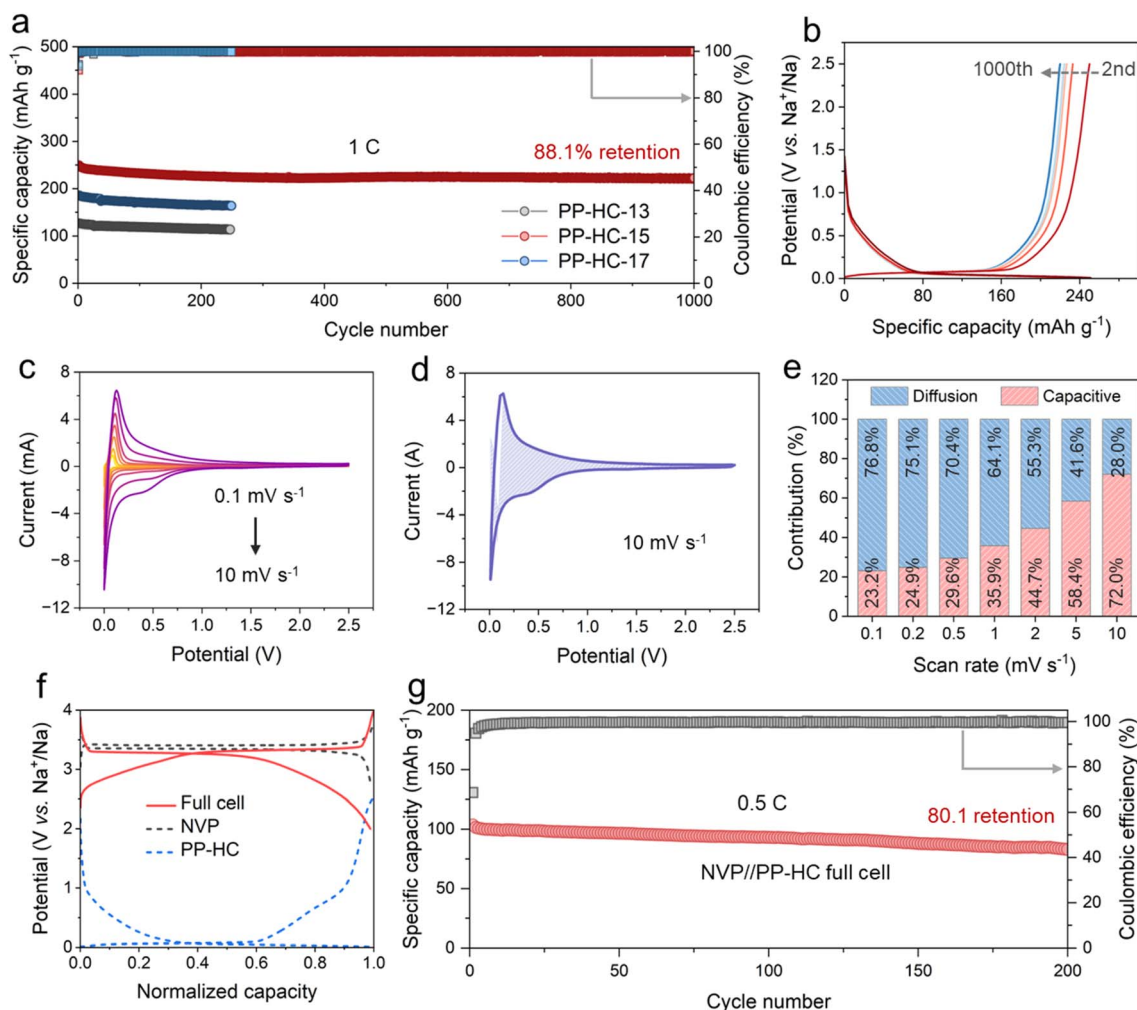 a
500
400
300
200
100
0
Specific capacity (mAh g⁻¹)
100
80
60
40
20
0
Coulombic efficiency (%)
1 C
88.1% retention
PP-HC-13
PP-HC-15
PP-HC-17
0
200
400
600
800
1000
Cycle number
b
2.5
2.0
1.5
1.0
0.5
0.0
Potential (V vs. Na⁺/Na)
1000th
2nd
0
80
160
240
Specific capacity (mAh g⁻¹)
c
8
4
0
−4
−8
−12
Current (mA)
0.1 mV s⁻¹
10 mV s⁻¹
0.0
0.5
1.0
1.5
2.0
2.5
Potential (V)
d
8
4
0
−4
−8
−12
Current (A)
10 mV s⁻¹
0.0
0.5
1.0
1.5
2.0
2.5
Potential (V)
e
120
100
80
60
40
20
0
Contribution (%)
Diffusion
Capacitive
76.8%
75.1%
70.4%
64.1%
55.3%
41.6%
28.0%
23.2%
24.9%
29.6%
35.9%
44.7%
58.4%
72.0%
0.1
0.2
0.5
1
2
5
10
Scan rate (mV s⁻¹)
f
4
3
2
1
0
Potential (V vs. Na⁺/Na)
Full cell
NVP
PP-HC
0.0
0.2
0.4
0.6
0.8
1.0
Normalized capacity
g
200
150
100
50
0
Specific capacity (mAh g⁻¹)
100
80
60
40
20
0
Coulombic efficiency (%)
0.5 C
80.1 retention
NVP//PP-HC full cell
0
50
100
150
200
Cycle number